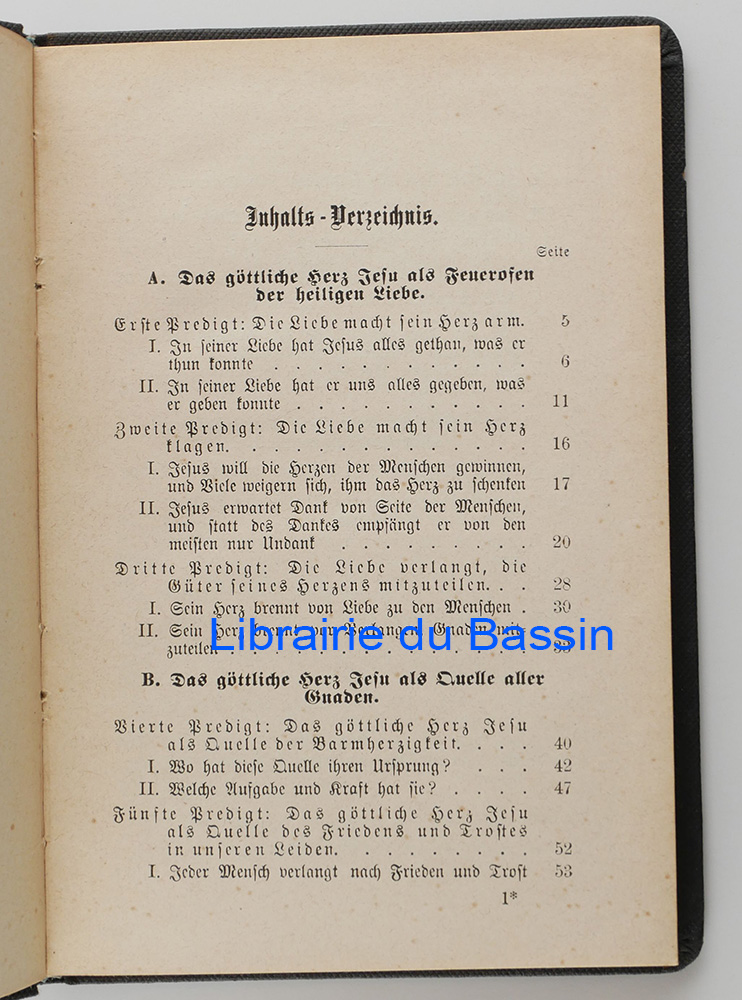 Inhalts-Verzeichnis.
Seite
A. Das göttliche Herz Jesu als Feuerofen
der heiligen Liebe.
Erste Predigt: Die Liebe macht sein Herz arm. 5
I. In seiner Liebe hat Jesus alles gethan, was er
thun konnte . . . . . . . . . . . . 6
II. In seiner Liebe hat er uns alles gegeben, was
er geben konnte . . . . . . . . . . . 11
Zweite Predigt: Die Liebe macht sein Herz
klagen. . . . . . . . . . . . . . 16
I. Jesus will die Herzen der Menschen gewinnen,
und Viele weigern sich, ihm das Herz zu schenken 17
II. Jesus erwartet Dank von Seite der Menschen,
und statt des Dankes empfängt er von den
meisten nur Undank . . . . . . . . 20
Dritte Predigt: Die Liebe verlangt, die
Güter seines Herzens mitzuteilen. . . 28
I. Sein Herz brennt von Liebe zu den Menschen . 30
II. Sein Herz brennt vor Verlangen, Gnaden mit-
zuteilen . . . . . . . . . . . . .
Librairie du Bassin
B. Das göttliche Herz Jesu als Quelle aller
Gnaden.
Vierte Predigt: Das göttliche Herz Jesu
als Quelle der Barmherzigkeit. . . . 40
I. Wo hat diese Quelle ihren Ursprung? . . . 42
II. Welche Aufgabe und Kraft hat sie? . . . . 47
Fünfte Predigt: Das göttliche Herz Jesu
als Quelle des Friedens und Trostes
in unseren Leiden. . . . . . . . . 52
I. Jeder Mensch verlangt nach Frieden und Trost 53
1*